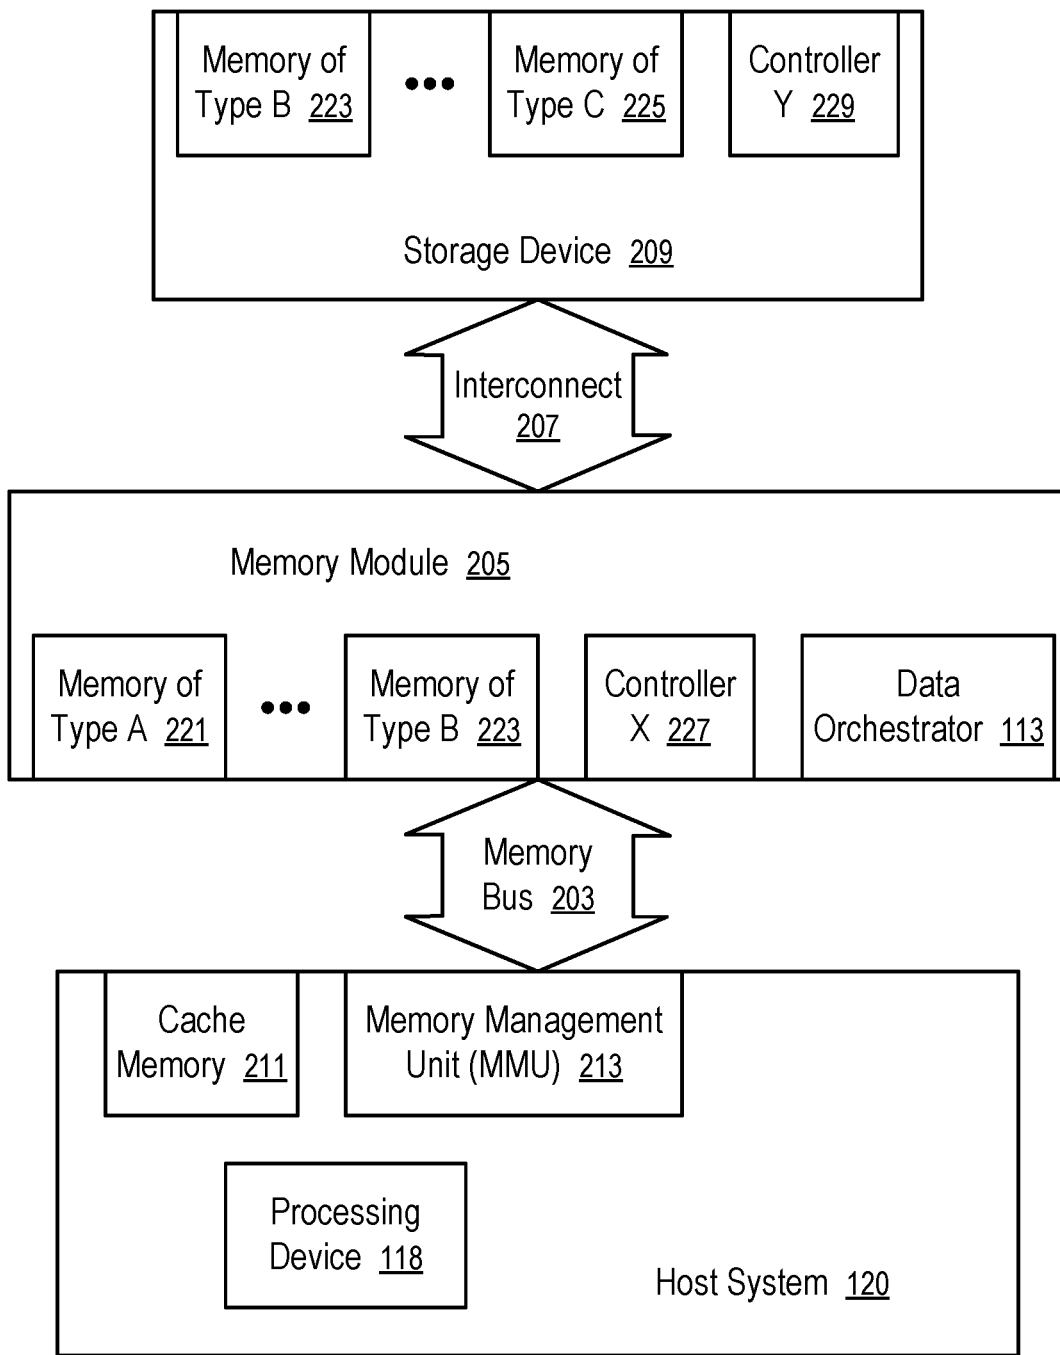 Memory of
Type B 223
Memory of
Type C 225
Controller
Y 229
Storage Device 209
Interconnect
207
Memory Module 205
Memory of
Type A 221
Memory of
Type B 223
Controller
X 227
Data
Orchestrator 113
Memory
Bus 203
Cache
Memory 211
Memory Management
Unit (MMU) 213
Processing
Device 118
Host System 120